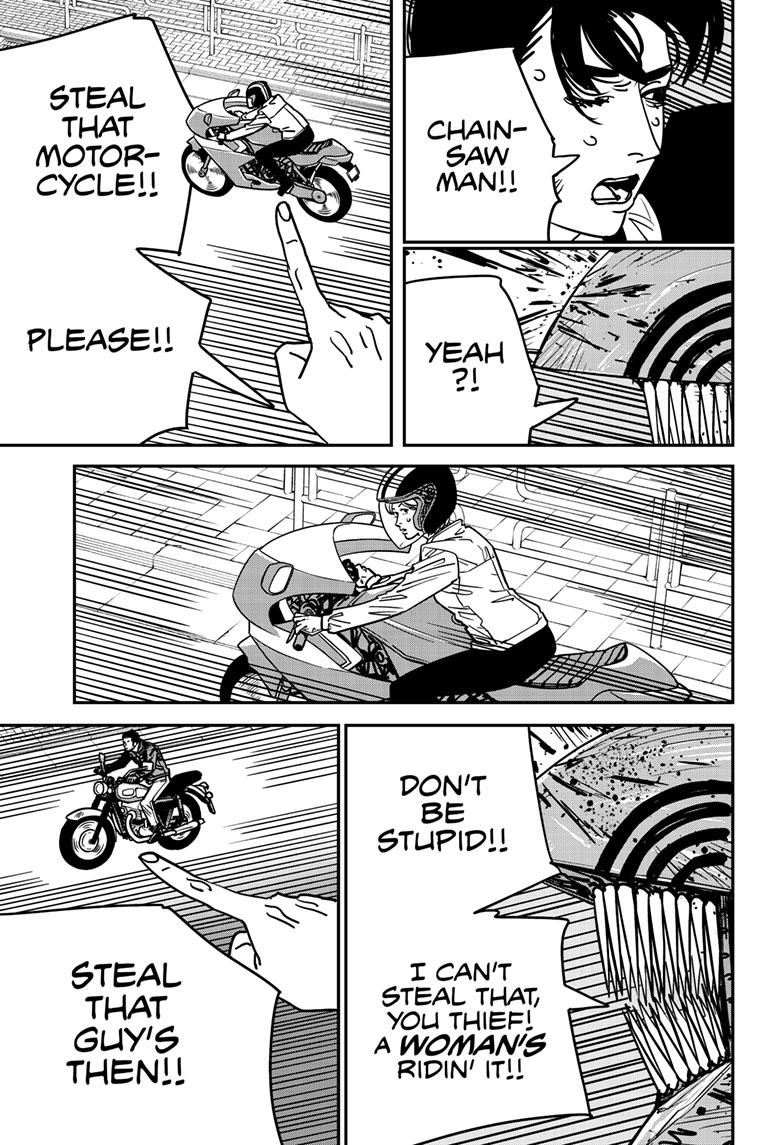 CHAIN-
SAW
MAN!!
YEAH
?!
STEAL
THAT
MOTOR-
CYCLE!!
PLEASE!!
DON'T
BE
STUPID!!
I CAN'T
STEAL THAT,
YOU THIEF!
A WOMAN'S
RIDIN' IT!!
STEAL
THAT
GUY'S
THEN!!